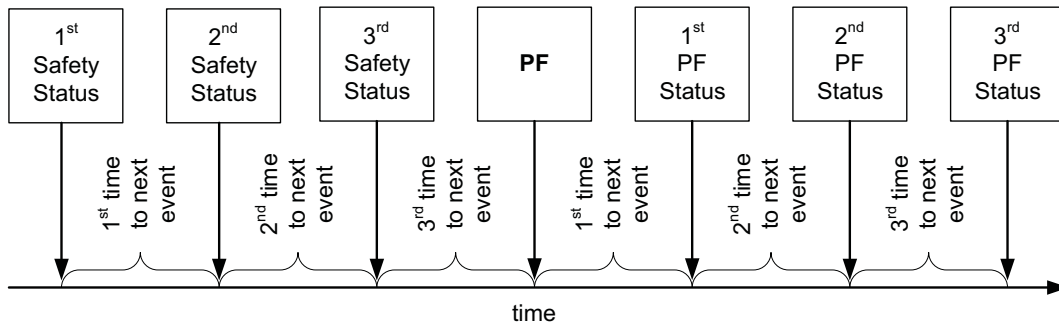 1st
Safety
Status
2nd
Safety
Status
3rd
Safety
Status
PF
1st
PF
Status
2nd
PF
Status
3rd
PF
Status
1st time
to next
event
2nd time
to next
event
3rd time
to next
event
1st time
to next
event
2nd time
to next
event
3rd time
to next
event
time